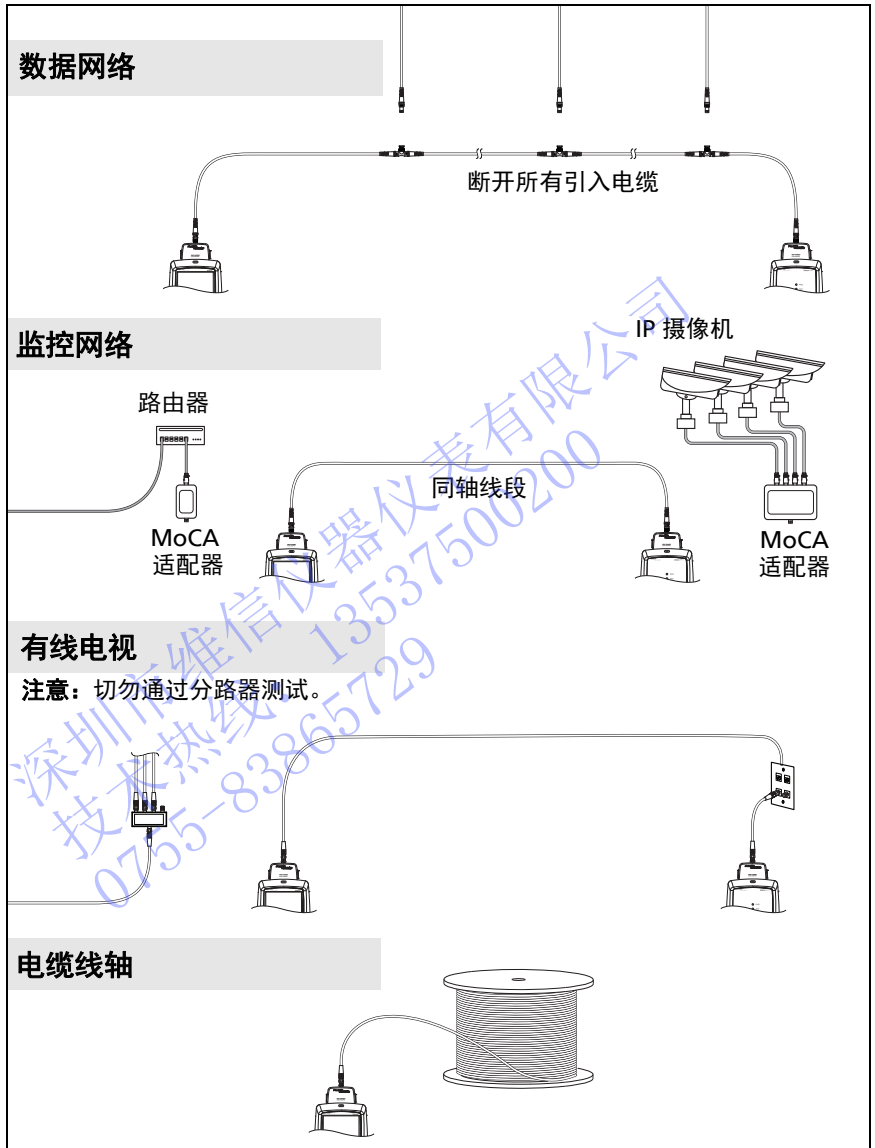 数据网络
断开所有引入电缆
监控网络
IP 摄像机
路由器
同轴线段
MoCA
适配器
MoCA
适配器
有线电视
注意：切勿通过分路器测试。
电缆线轴
深圳市维信仪器仪表有限公司
技术热线：13537500200
0755-83865729